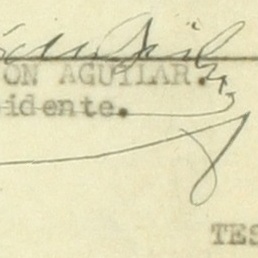 ON AGUILAR.
idente.
TES